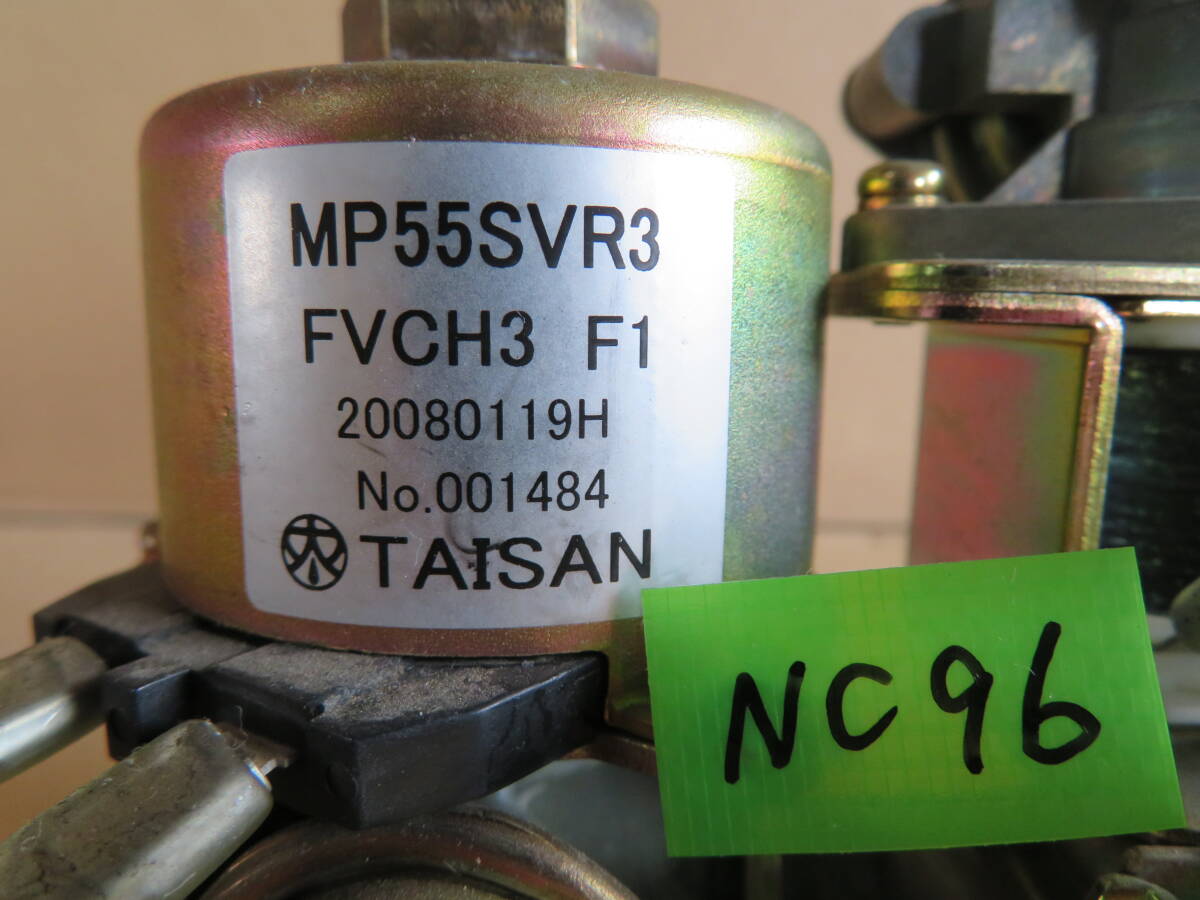 MP55SVR3
FVCH3 F1
20080119H
No.001484
TAISAN
NC96